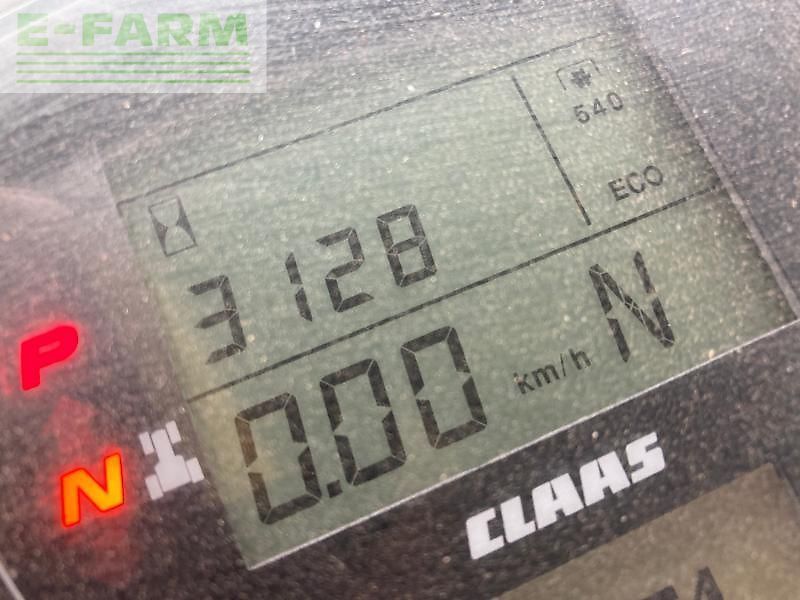 E-FARM
540
ECO
3128
0.00 km/h N
P
N
CLAAS